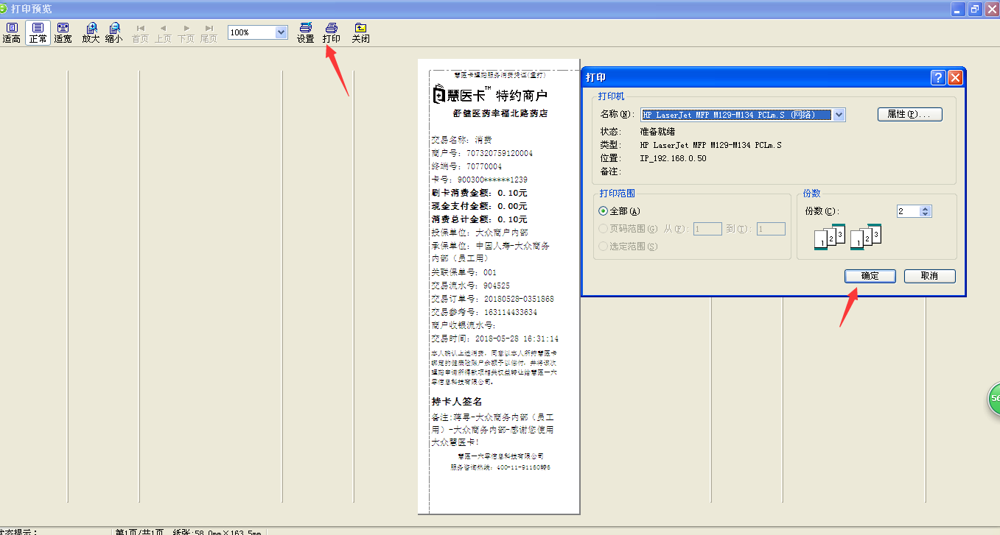 打印预览
适高 正常 适宽 放大 缩小 首页 上页 下页 尾页 100% 设置 打印 关闭
慧医卡理赔服务消费凭证(重打)
慧医卡™ 特约商户
舒健医药幸福北路药店
交易名称: 消费
商户号: 707320759120004
终端号: 70770004
卡号: 900300******1239
刷卡消费金额: 0.10元
现金支付金额: 0.00元
消费总计金额: 0.10元
投保单位: 大众商户内部
承保单位: 中国人寿-大众商务
内部（员工用）
关联保单号: 001
交易流水号: 904525
交易订单号: 20180528-0351868
交易参考号: 163114433634
商户收银流水号:
交易时间: 2018-05-28 16:31:14
本人确认上述消费，同意以本人所持慧医卡
绑定的健康险账户余额予以偿付，并将该次
理赔申请所得款项相关权益转让给慧医一六
零信息科技有限公司。
持卡人签名
备注:蒋寻-大众商务内部（员工
用）-大众商务内部-感谢您使用
大众慧医卡!
慧医一六零信息科技有限公司
服务咨询热线: 400-11-91160转6
打印
打印机
名称(N): HP LaserJet MFP M129-M134 PCLm.S (网络) 属性(P)...
状态: 准备就绪
类型: HP LaserJet MFP M129-M134 PCLm.S
位置: IP_192.168.0.50
备注:
打印范围
全部(A)
页码范围(G) 从(F): 1 到(T): 1
选定范围(S)
份数
份数(C): 2
1 2 3 1 2 3
确定 取消
56
状态提示: 第1页/共1页 纸张:58.0mm×163.5mm